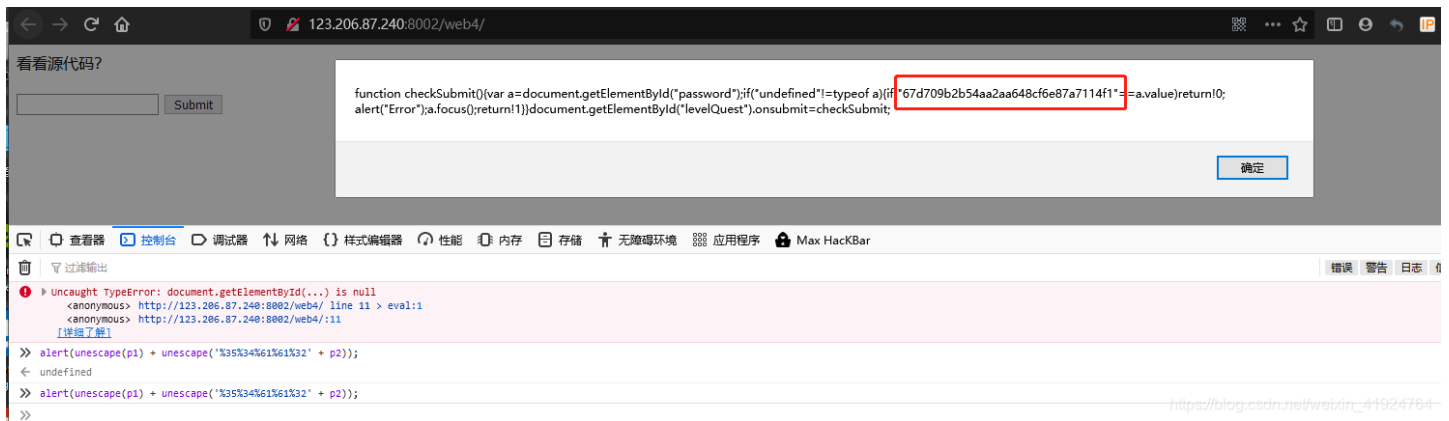 123.206.87.240:8002/web4/
IP
看看源代码?
Submit
function checkSubmit(){var a=document.getElementById("password");if("undefined"!=typeof a){if("67d709b2b54aa2aa648cf6e87a7114f1"==a.value)return!0;
alert("Error");a.focus();return!1}}document.getElementById("levelQuest").onsubmit=checkSubmit;
确定
查看器 控制台 调试器 网络 {} 样式编辑器 性能 内存 存储 无障碍环境 应用程序 Max HacKBar
过滤输出 错误 警告 日志
Uncaught TypeError: document.getElementById(...) is null
<anonymous> http://123.206.87.240:8002/web4/ line 11 > eval:1
<anonymous> http://123.206.87.240:8002/web4/:11
[详细了解]
>> alert(unescape(p1) + unescape('%35%34%61%61%32' + p2));
← undefined
>> alert(unescape(p1) + unescape('%35%34%61%61%32' + p2));
>>
https://blog.csdn.net/weixin_41924764